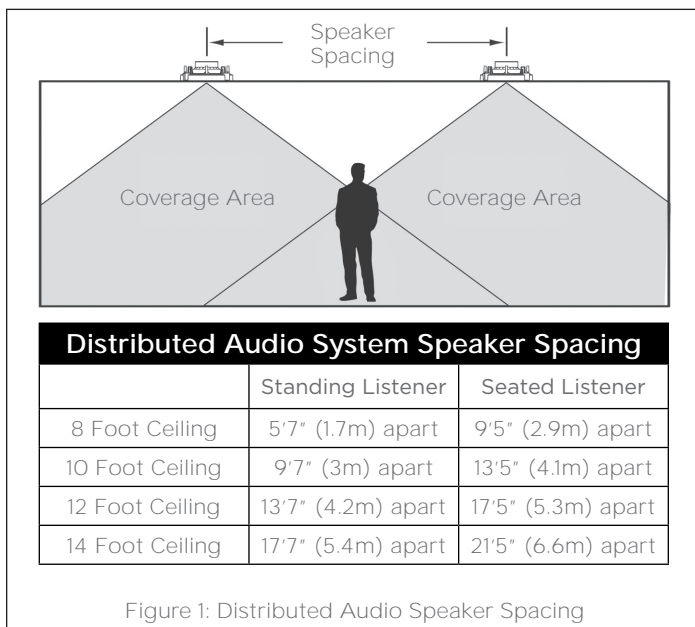 Speaker
Spacing
Coverage Area Coverage Area
Distributed Audio System Speaker Spacing
Standing Listener Seated Listener
8 Foot Ceiling 5'7" (1.7m) apart 9'5" (2.9m) apart
10 Foot Ceiling 9'7" (3m) apart 13'5" (4.1m) apart
12 Foot Ceiling 13'7" (4.2m) apart 17'5" (5.3m) apart
14 Foot Ceiling 17'7" (5.4m) apart 21'5" (6.6m) apart
Figure 1: Distributed Audio Speaker Spacing